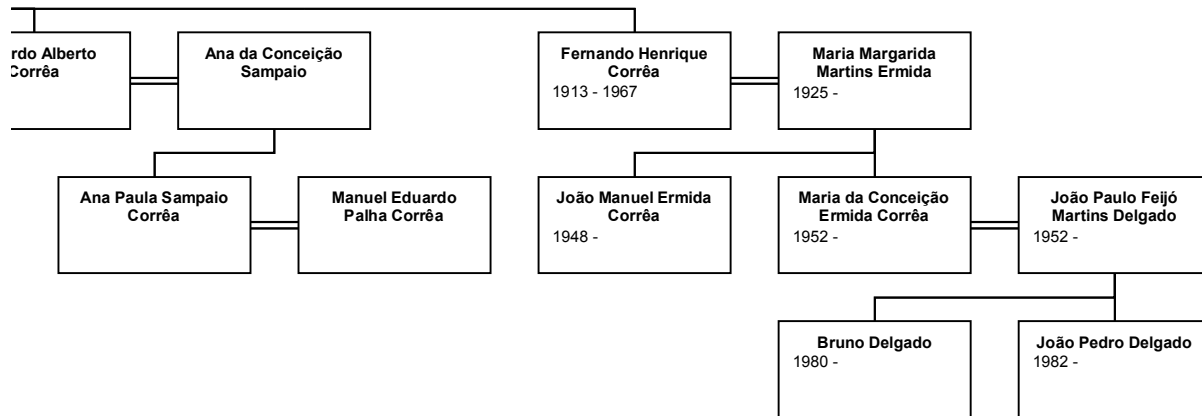 rdo Alberto
Corrêa
Ana da Conceição
Sampaio
Fernando Henrique
Corrêa
1913 - 1967
Maria Margarida
Martins Ermida
1925 -
Ana Paula Sampaio
Corrêa
Manuel Eduardo
Palha Corrêa
João Manuel Ermida
Corrêa
1948 -
Maria da Conceição
Ermida Corrêa
1952 -
João Paulo Feijó
Martins Delgado
1952 -
Bruno Delgado
1980 -
João Pedro Delgado
1982 -